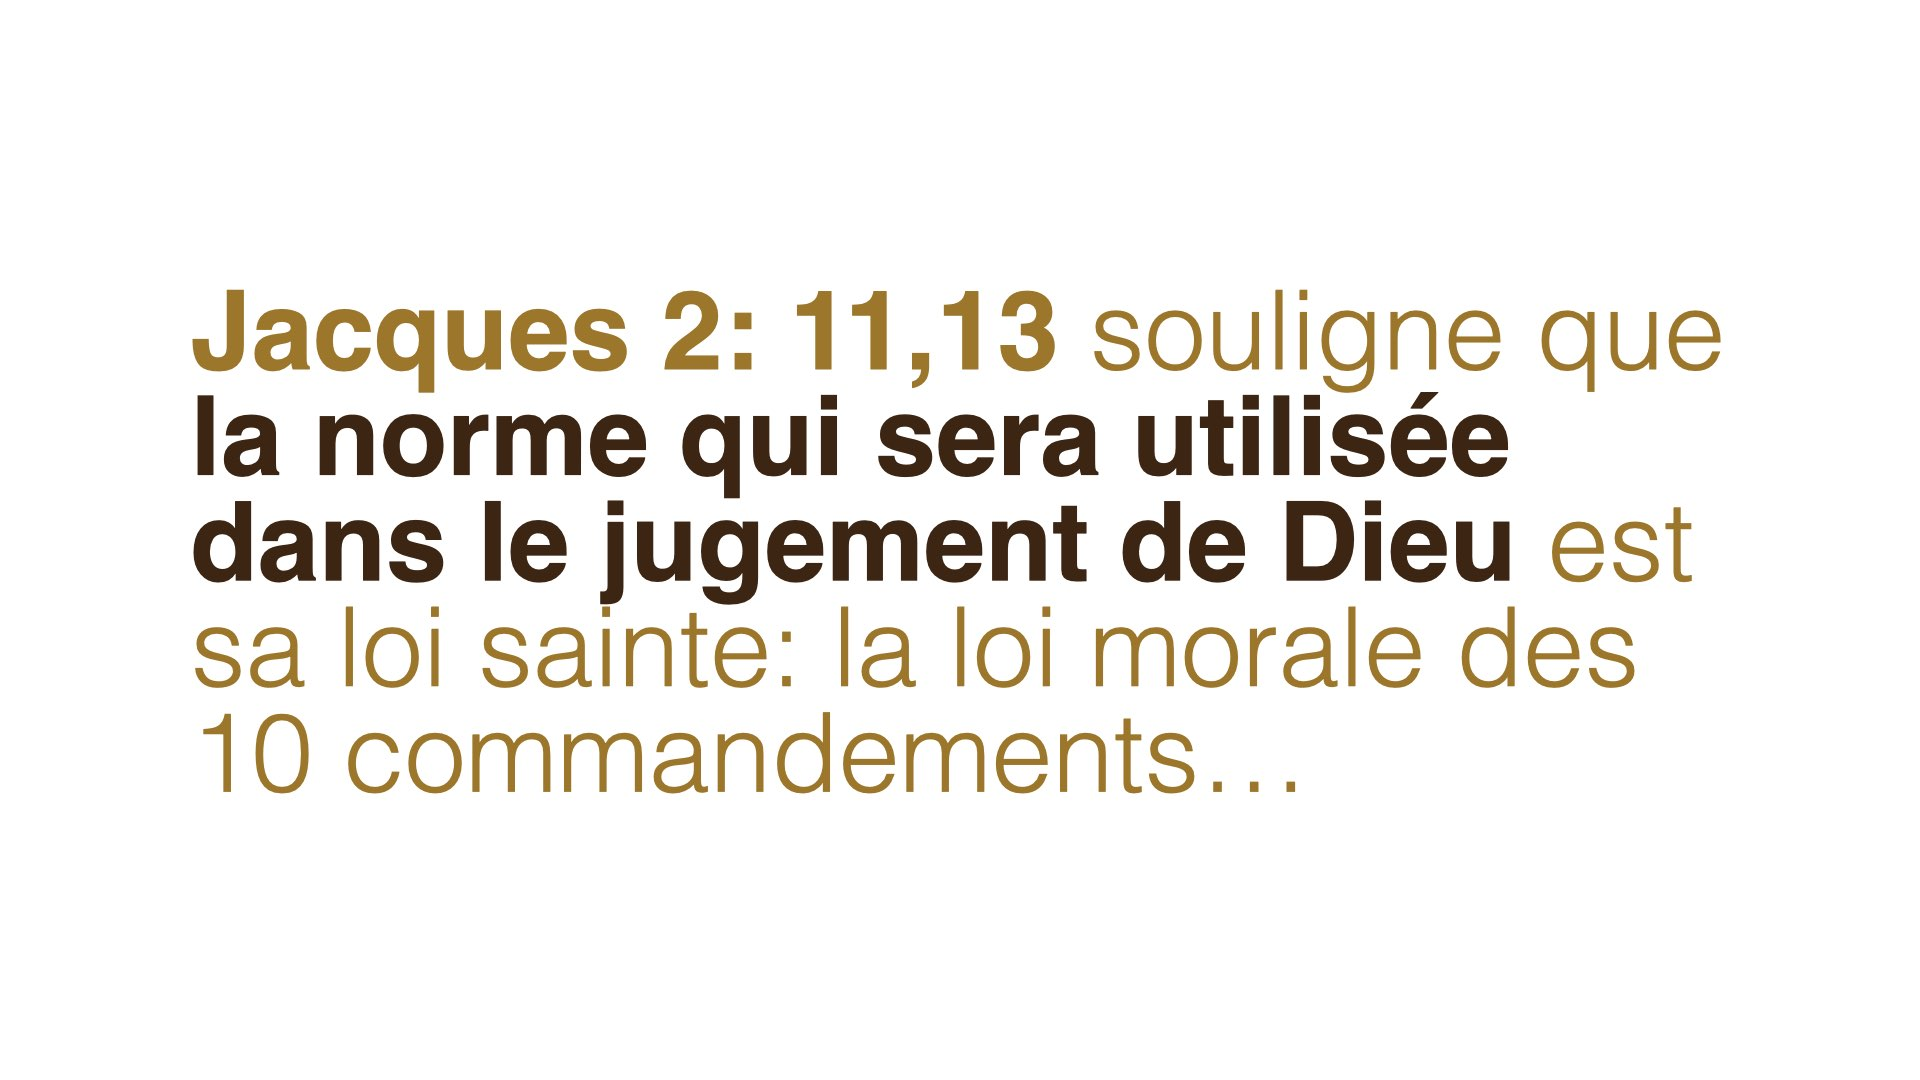 Jacques 2: 11,13 souligne que
la norme qui sera utilisée
dans le jugement de Dieu est
sa loi sainte: la loi morale des
10 commandements…